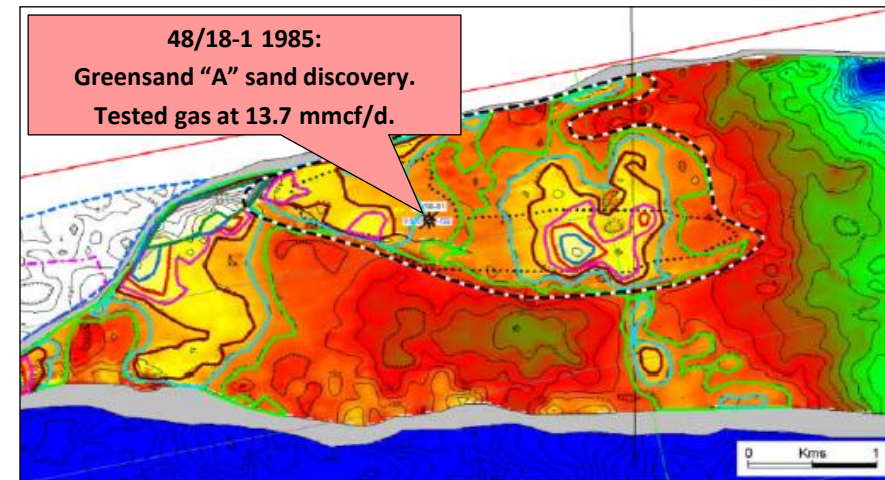 48/18-1 1985:
Greensand “A” sand discovery.
Tested gas at 13.7 mmcf/d.
0 Kms 1